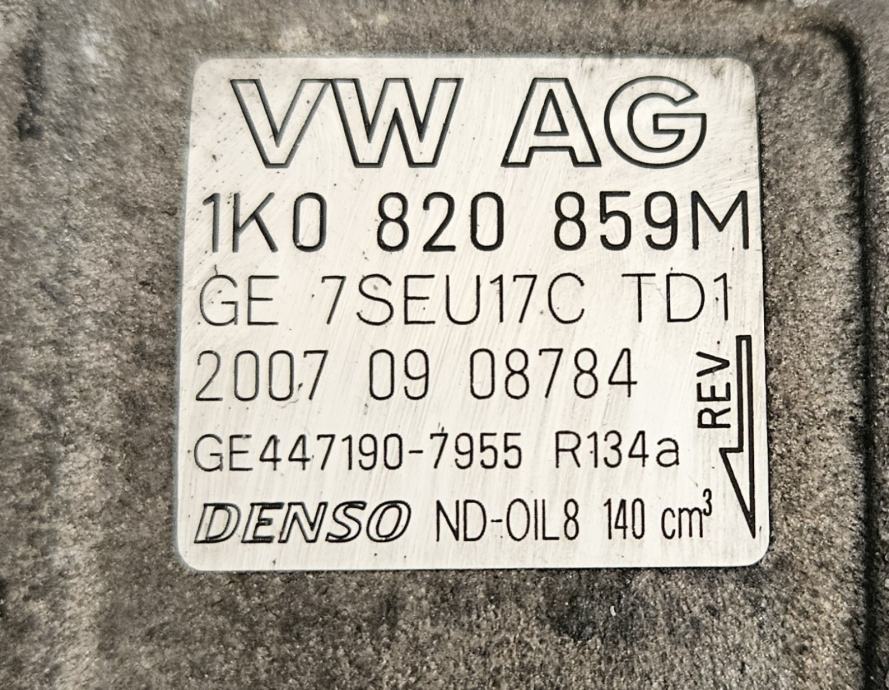 VW AG
1K0 820 859M
GE 7SEU17C TD1
2007 09 08784
REV.
GE447190-7955 R134a
DENSO ND-OIL8 140 cm³